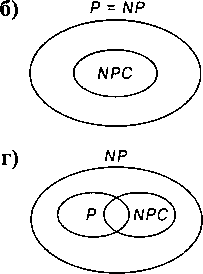 б) P = NP
NPC
г) NP
P NPC